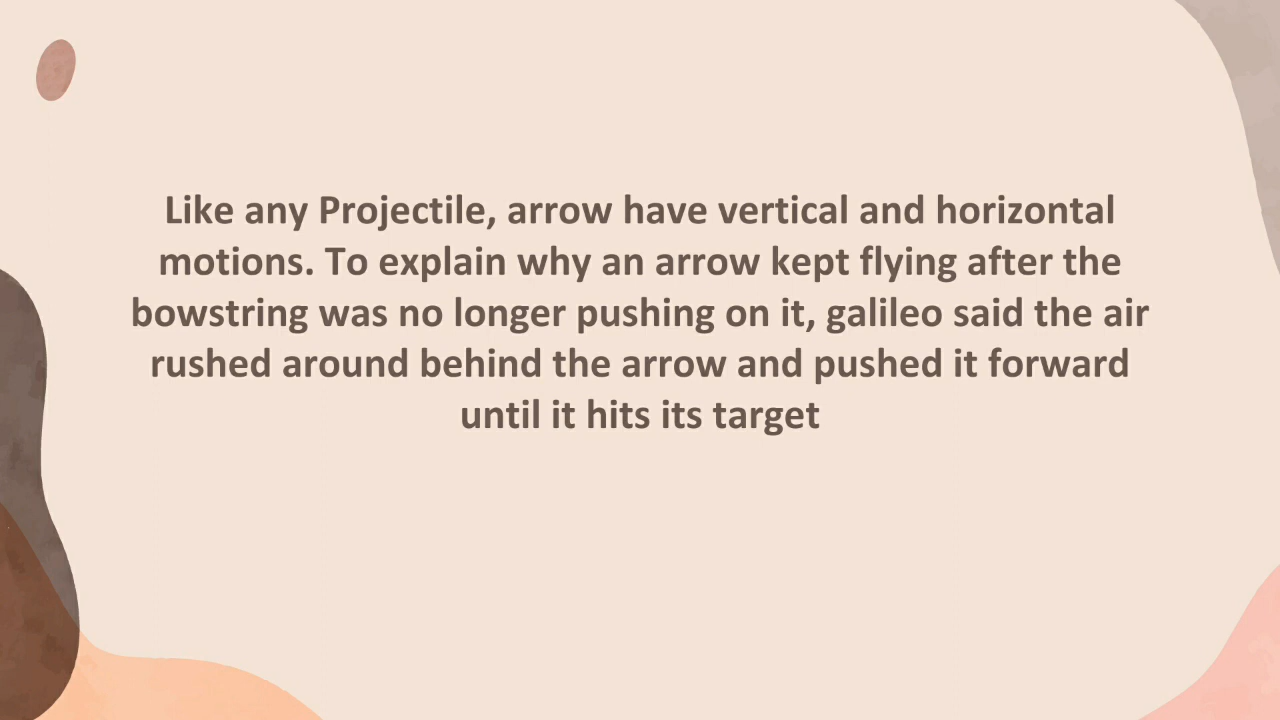 Like any Projectile, arrow have vertical and horizontal
motions. To explain why an arrow kept flying after the
bowstring was no longer pushing on it, galileo said the air
rushed around behind the arrow and pushed it forward
until it hits its target